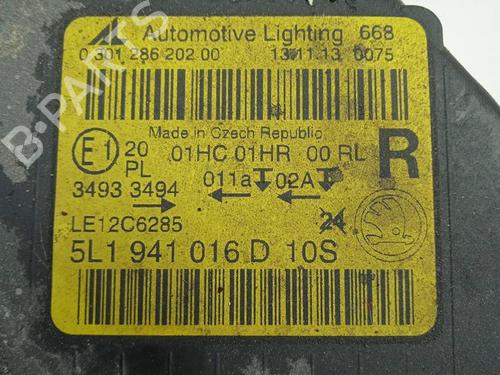 Automotive Lighting 668
0 301 286 202 00 13.11.13 0075
Made in Czech Republic
E1 20 01HC 01HR 00 RL R
PL
3493 3494 011a 02A
LE12C6285 24
5L1 941 016 D 10S
B-PARTS